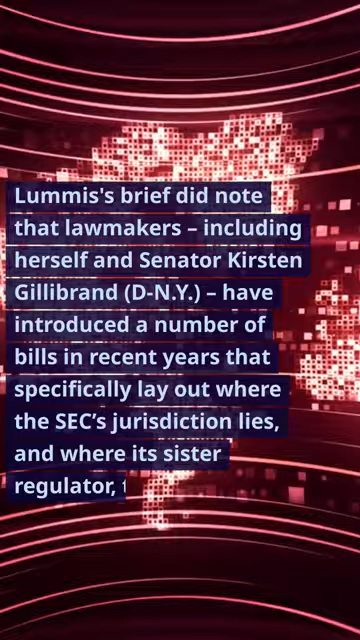 Lummis's brief did note
that lawmakers – including
herself and Senator Kirsten
Gillibrand (D-N.Y.) – have
introduced a number of
bills in recent years that
specifically lay out where
the SEC’s jurisdiction lies,
and where its sister
regulator,